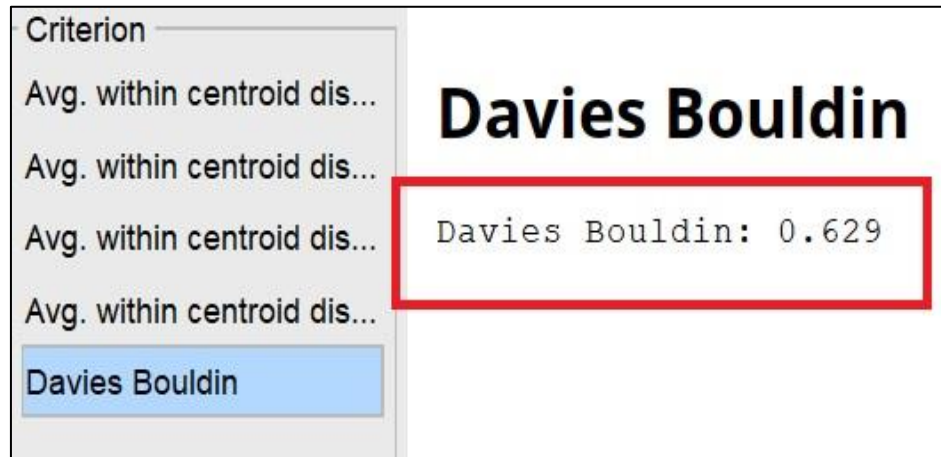 Criterion
Avg. within centroid dis...
Avg. within centroid dis...
Avg. within centroid dis...
Avg. within centroid dis...
Davies Bouldin
Davies Bouldin
Davies Bouldin: 0.629